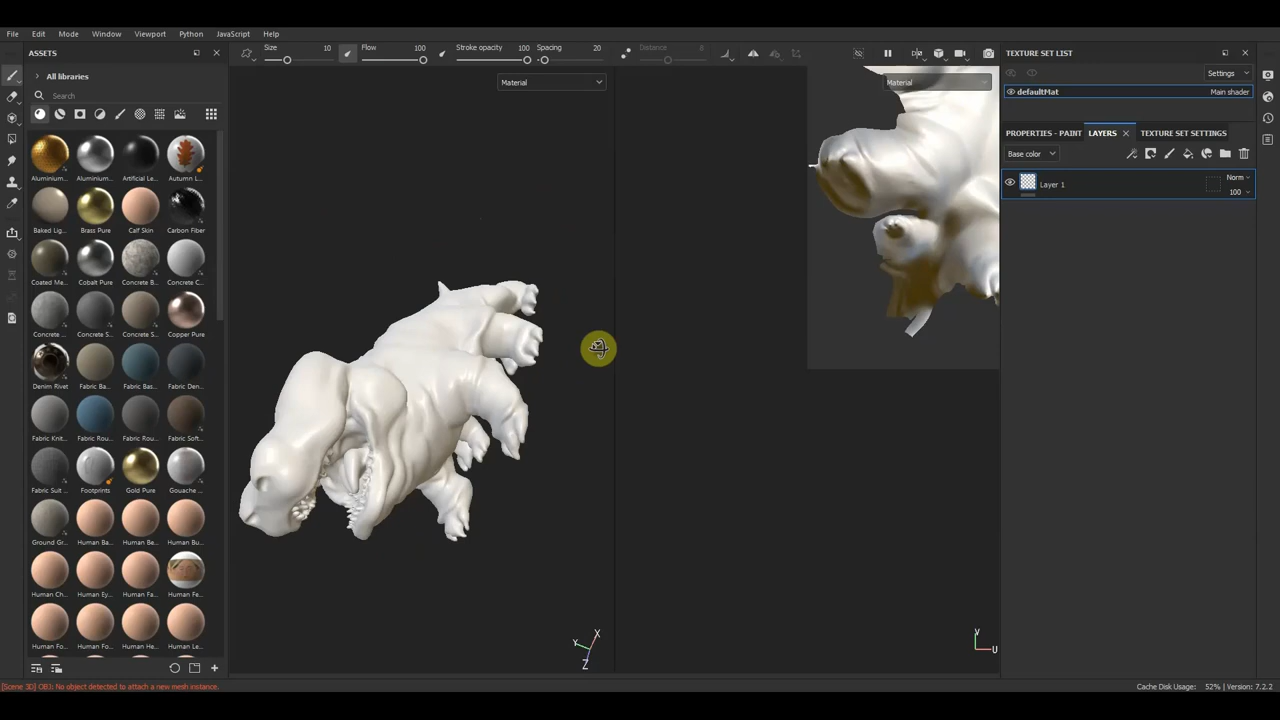 File Edit Mode Window Viewport Python JavaScript Help
ASSETS
Size 10 Flow 100 Stroke opacity 100 Spacing 20 Distance 8
TEXTURE SET LIST
All libraries
Search
Material
Material
Settings
defaultMat Main shader
PROPERTIES - PAINT LAYERS TEXTURE SET SETTINGS
Base color
Layer 1 Norm
100
Aluminium... Aluminium... Artificial Le... Autumn L...
Baked Lig... Brass Pure Calf Skin Carbon Fiber
Coated Me... Cobalt Pure Concrete B... Concrete C...
Concrete ... Concrete S... Concrete S... Copper Pure
Denim Rivet Fabric Ba... Fabric Bas... Fabric Den...
Fabric Knit... Fabric Rou... Fabric Rou... Fabric Soft...
Fabric Suit ... Footprints Gold Pure Gouache ...
Ground Gr... Human Ba... Human Be... Human Bu...
Human Ch... Human Ey... Human Fa... Human Fe...
Human Fo... Human Fo... Human He... Human Le...
X
Y
Z
V
U
[Scene 3D] OBJ: No object detected to attach a new mesh instance.
Cache Disk Usage: 52% | Version: 7.2.2